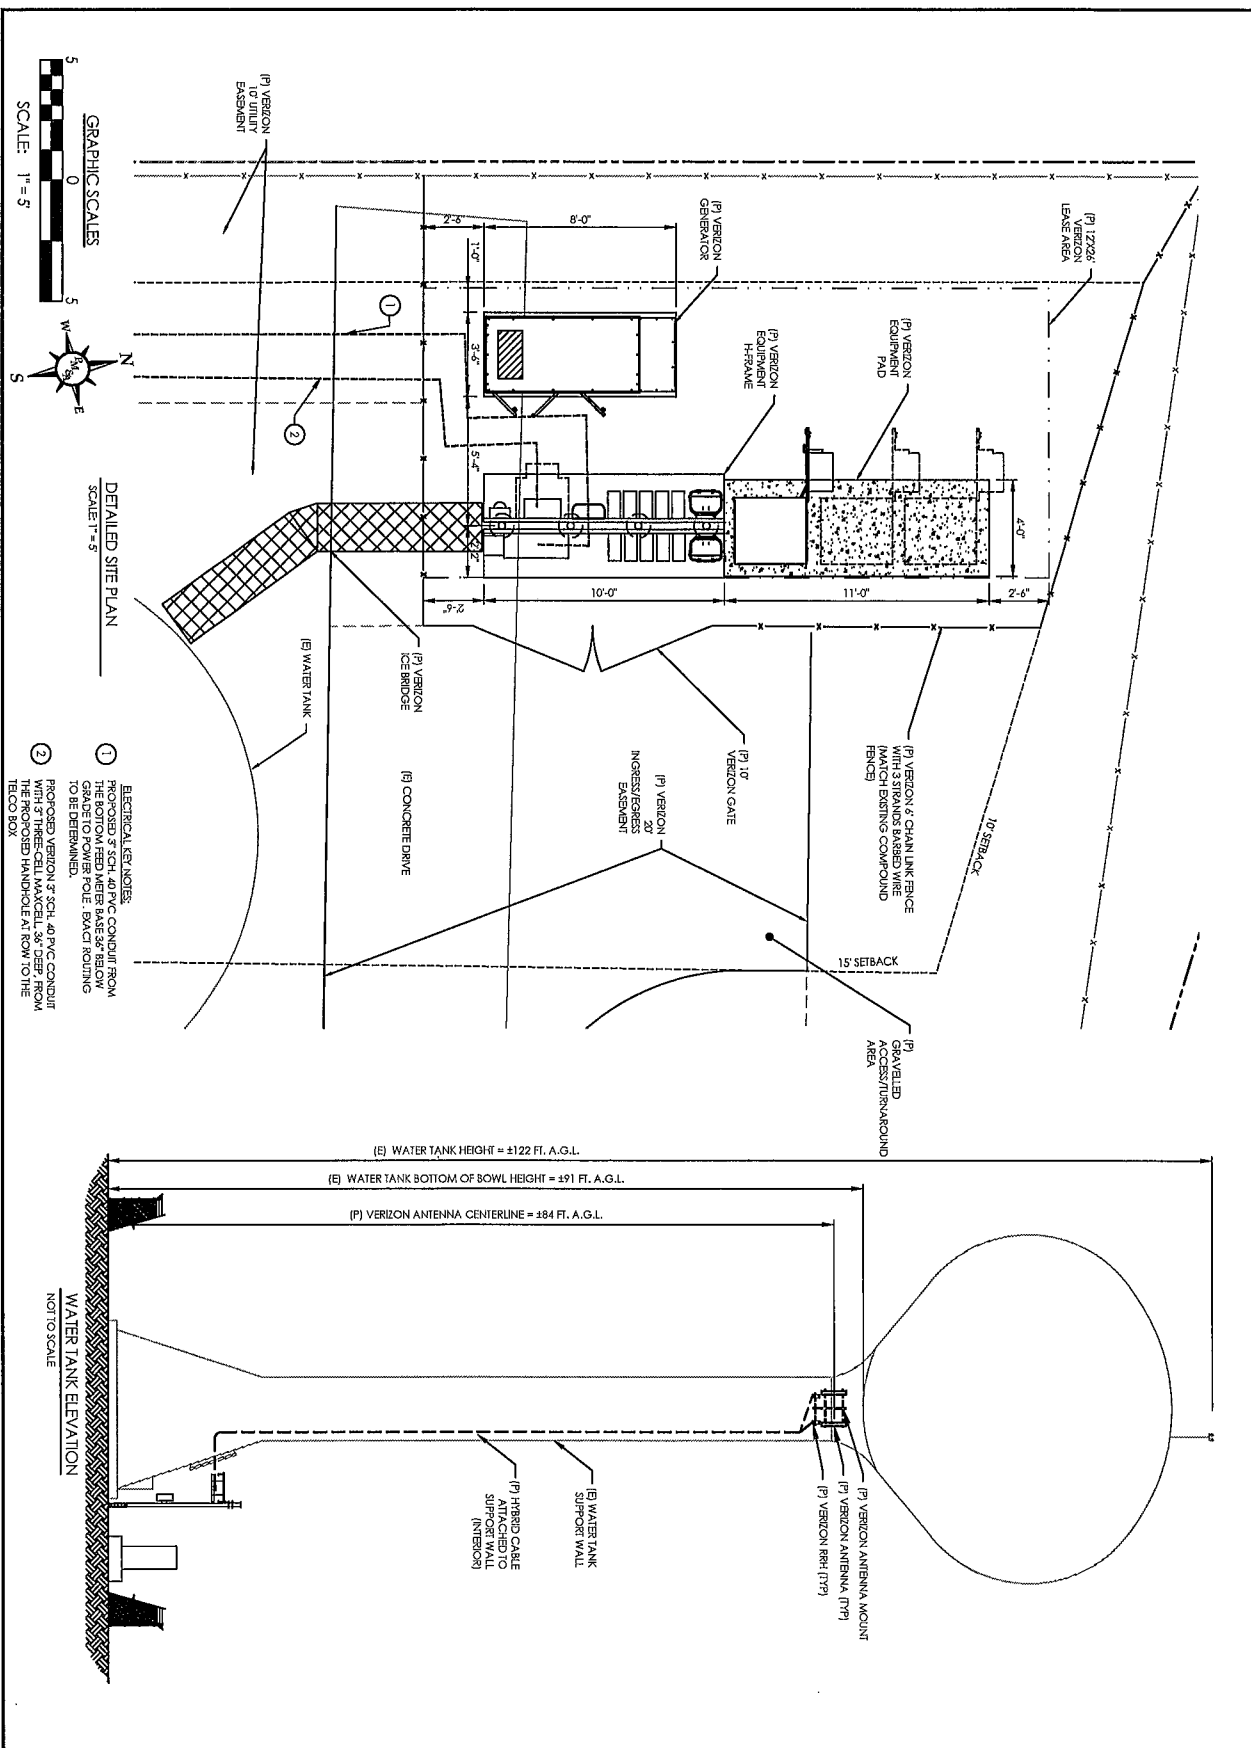 (P) VERIZON
10' UTILITY
EASEMENT
GRAPHIC SCALES
5
0
5
SCALE: 1" = 5'
N
W
E
S
DETAILED SITE PLAN
SCALE: 1" = 5'
(P) 12'X26'
VERIZON
LEASE AREA
(P) VERIZON
GENERATOR
(P) VERIZON
EQUIPMENT
H-FRAME
(P) VERIZON
EQUIPMENT
PAD
2'-6"
8'-0"
1'-0"
3'-6"
5'-4"
4'-0"
2'-6"
10'-0"
11'-0"
2'-6"
1
2
(P) VERIZON
ICE BRIDGE
(E) WATER TANK
(E) CONCRETE DRIVE
(P) 10'
VERIZON GATE
(P) VERIZON
20'
INGRESS/EGRESS
EASEMENT
(P) VERIZON 6' CHAIN LINK FENCE
WITH 3 STRANDS BARBED WIRE
(MATCH EXISTING COMPOUND
FENCE)
10' SETBACK
15' SETBACK
(P)
GRAVELLED
ACCESS/TURNAROUND
AREA
ELECTRICAL KEY NOTES:
1 PROPOSED 3" SCH. 40 PVC CONDUIT FROM
THE BOTTOM FEED METER BASE 36" BELOW
GRADE TO POWER POLE. EXACT ROUTING
TO BE DETERMINED.
2 PROPOSED VERIZON 3" SCH. 40 PVC CONDUIT
WITH 3" THREE-CELL MAXCELL, 36" DEEP, FROM
THE PROPOSED HANDHOLE AT ROW TO THE
TELCO BOX
(E) WATER TANK HEIGHT = ±122 FT. A.G.L.
(E) WATER TANK BOTTOM OF BOWL HEIGHT = ±91 FT. A.G.L.
(P) VERIZON ANTENNA CENTERLINE = ±84 FT. A.G.L.
(P) VERIZON ANTENNA MOUNT
(P) VERIZON ANTENNA (TYP)
(P) VERIZON RRH (TYP)
(E) WATER TANK
SUPPORT WALL
(P) HYBRID CABLE
ATTACHED TO
SUPPORT WALL
(INTERIOR)
WATER TANK ELEVATION
NOT TO SCALE